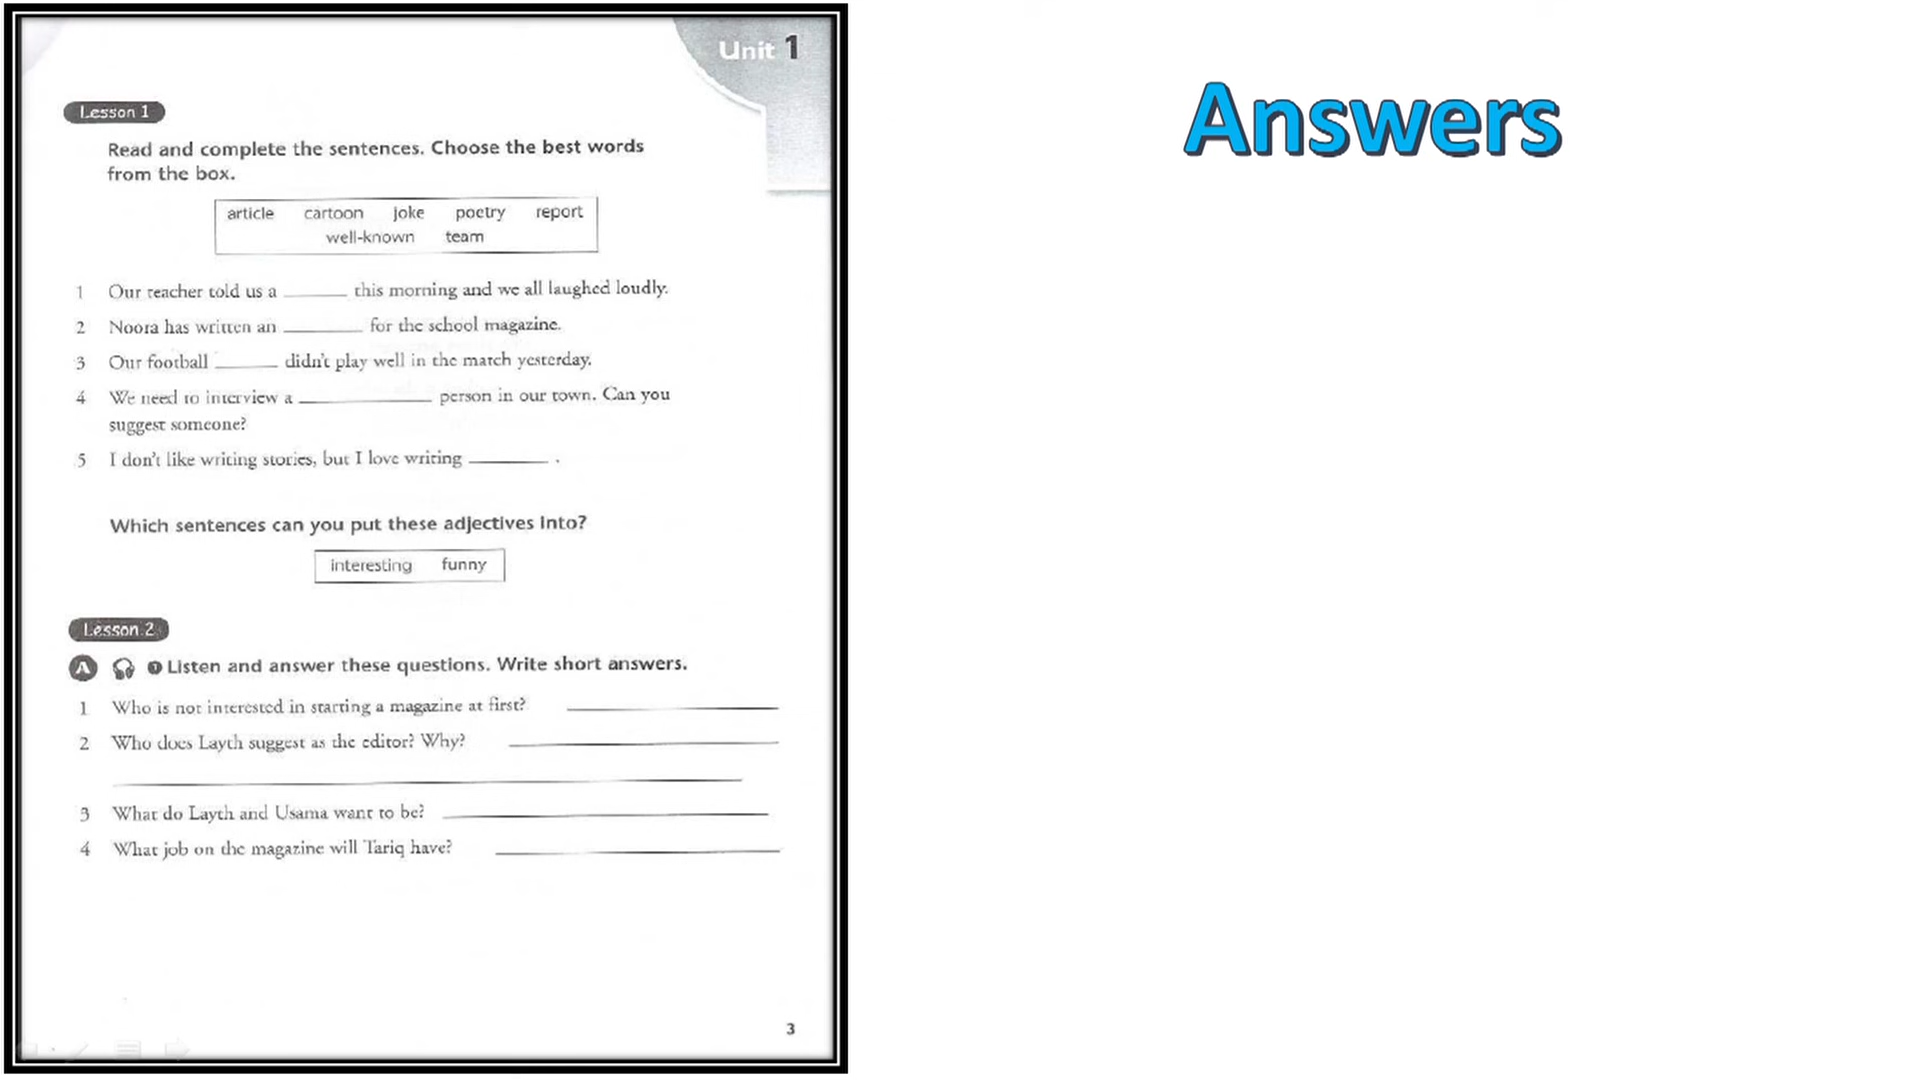 Unit 1
Lesson 1
Read and complete the sentences. Choose the best words
from the box.
article cartoon joke poetry report
well-known team
1 Our teacher told us a ______ this morning and we all laughed loudly.
2 Noora has written an ______ for the school magazine.
3 Our football ______ didn't play well in the match yesterday.
4 We need to interview a ______ person in our town. Can you
suggest someone?
5 I don't like writing stories, but I love writing ______ .
Which sentences can you put these adjectives into?
interesting funny
Lesson 2
A 1 Listen and answer these questions. Write short answers.
1 Who is not interested in starting a magazine at first? ______
2 Who does Layth suggest as the editor? Why? ______
3 What do Layth and Usama want to be? ______
4 What job on the magazine will Tariq have? ______
3
Answers